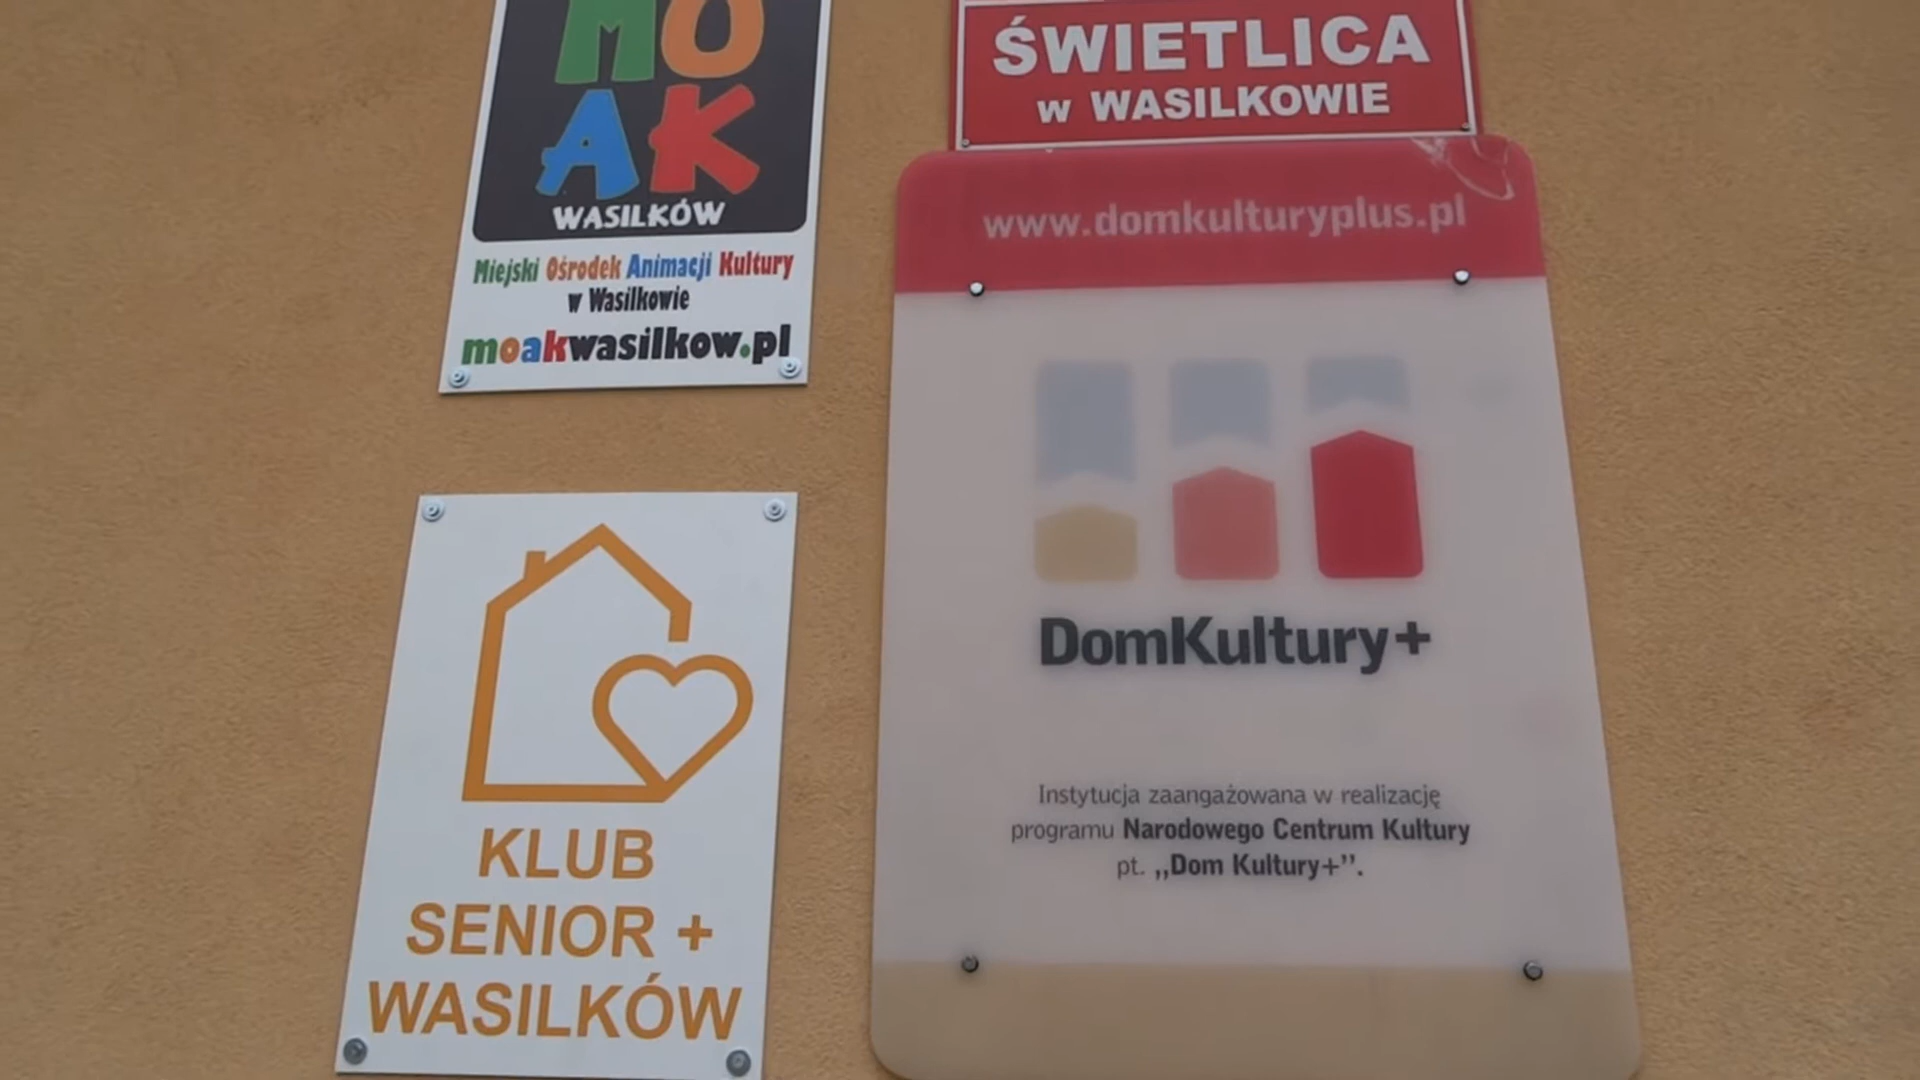 MO
AK
WASILKÓW
Miejski Ośrodek Animacji Kultury
w Wasilkowie
moakwasilkow.pl
ŚWIETLICA
w WASILKOWIE
www.domkulturyplus.pl
DomKultury+
Instytucja zaangażowana w realizację
programu Narodowego Centrum Kultury
pt. „Dom Kultury+”.
KLUB
SENIOR +
WASILKÓW